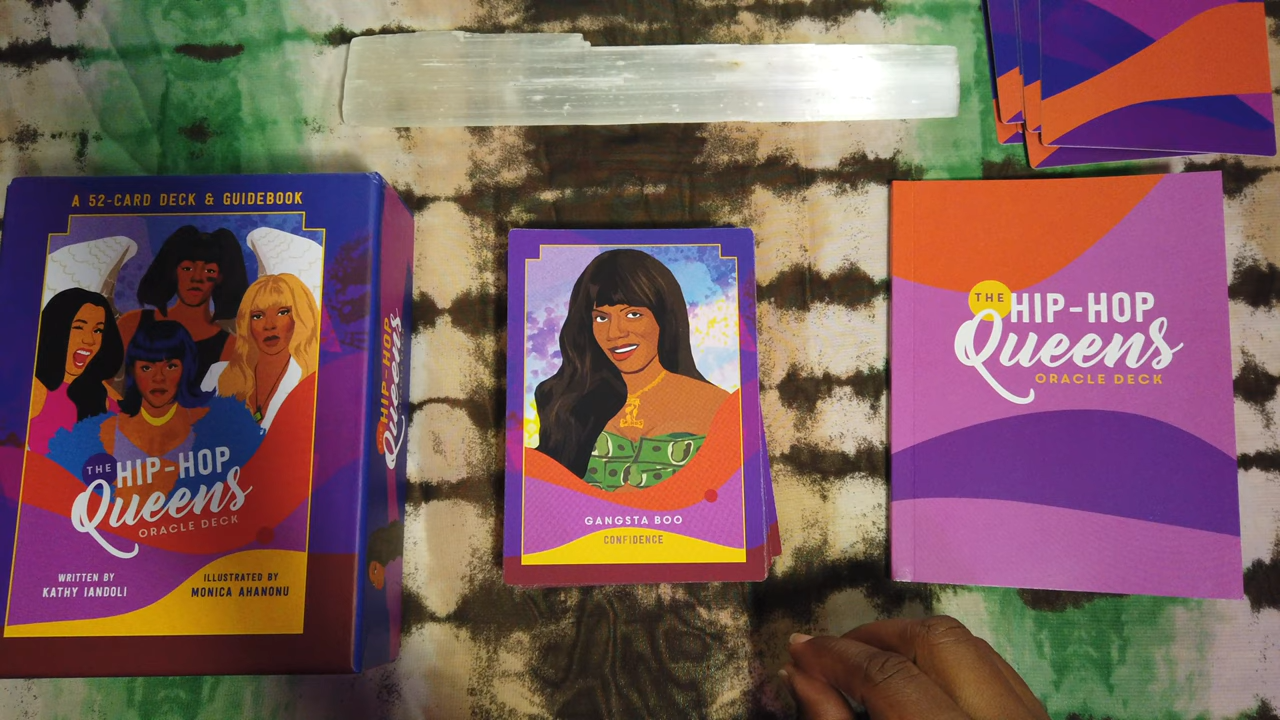 A 52-CARD DECK & GUIDEBOOK
THE HIP-HOP
Queens
ORACLE DECK
WRITTEN BY
KATHY IANDOLI
ILLUSTRATED BY
MONICA AHANONU
THE HIP-HOP
Queens
GANGSTA BOO
CONFIDENCE
THE HIP-HOP
Queens
ORACLE DECK